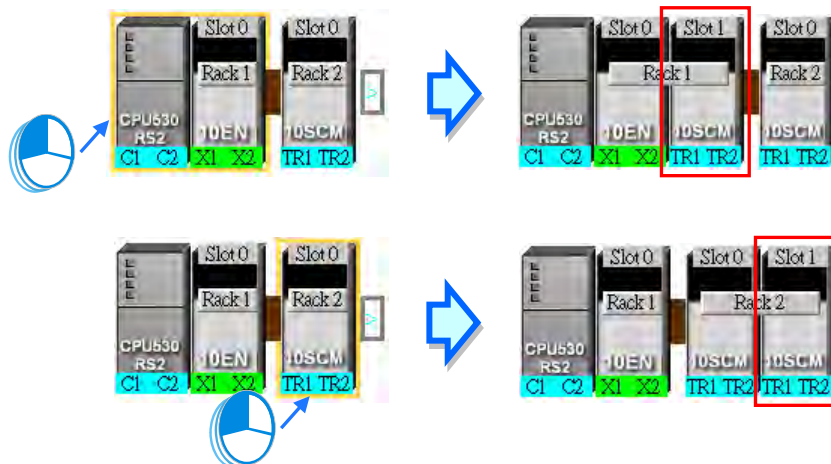 Slot 0 Slot 0
Rack 1 Rack 2
CPU530
RS2 10EN 10SCM
C1 C2 X1 X2 TR1 TR2
Slot 0 Slot 1 Slot 0
Rack 1 Rack 2
CPU530
RS2 10EN 10SCM 10SCM
C1 C2 X1 X2 TR1 TR2 TR1 TR2
Slot 0 Slot 0
Rack 1 Rack 2
CPU530
RS2 10EN 10SCM
C1 C2 X1 X2 TR1 TR2
Slot 0 Slot 0 Slot 1
Rack 1 Rack 2
CPU530
RS2 10EN 10SCM 10SCM
C1 C2 X1 X2 TR1 TR2 TR1 TR2